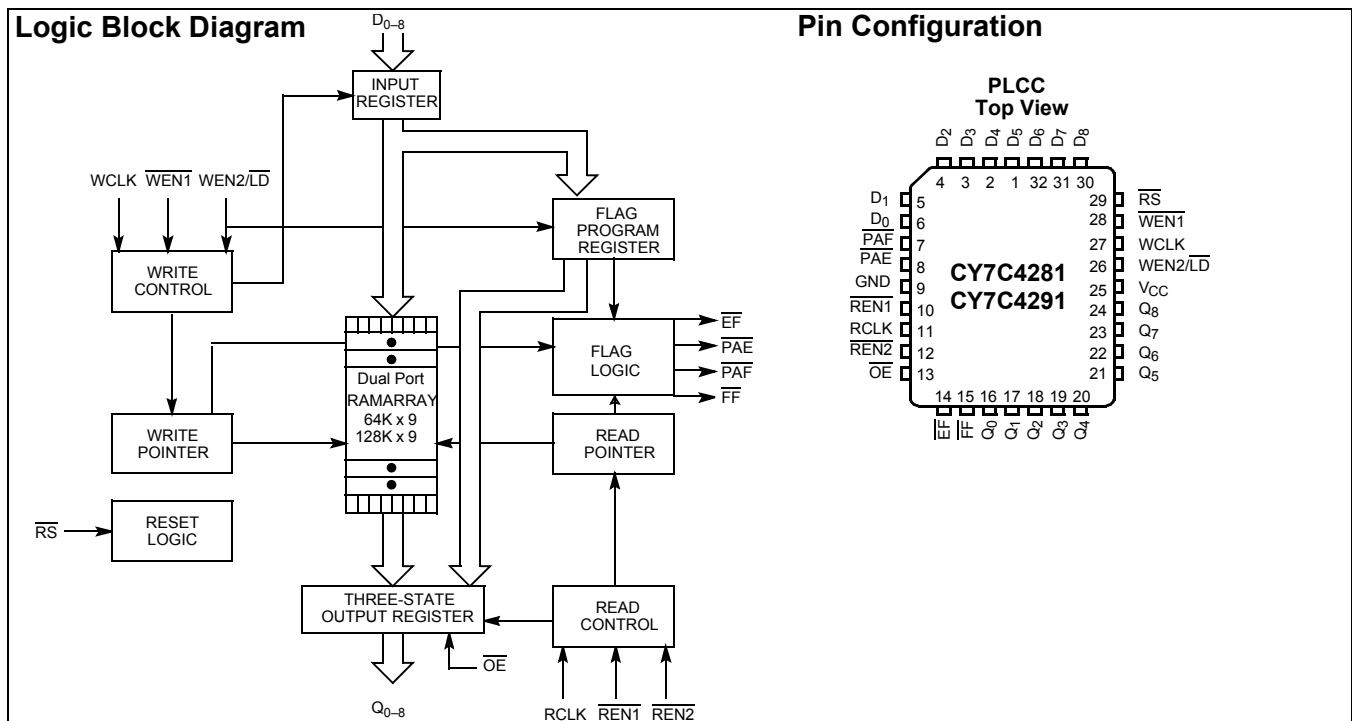 Logic Block Diagram
D0–8
INPUT
REGISTER
WCLK WEN1 WEN2/LD
FLAG
PROGRAM
REGISTER
WRITE
CONTROL
EF
PAE
PAF
FF
FLAG
LOGIC
Dual Port
RAMARRAY
64K x 9
128K x 9
WRITE
POINTER
READ
POINTER
RS
RESET
LOGIC
THREE-STATE
OUTPUT REGISTER
READ
CONTROL
OE
Q0–8
RCLK REN1 REN2
Pin Configuration
PLCC
Top View
D2 D3 D4 D5 D6 D7 D8
4 3 2 1 32 31 30
D1 5
D0 6
PAF 7
PAE 8
GND 9
REN1 10
RCLK 11
REN2 12
OE 13
CY7C4281
CY7C4291
29 RS
28 WEN1
27 WCLK
26 WEN2/LD
25 VCC
24 Q8
23 Q7
22 Q6
21 Q5
14 15 16 17 18 19 20
EF FF Q0 Q1 Q2 Q3 Q4